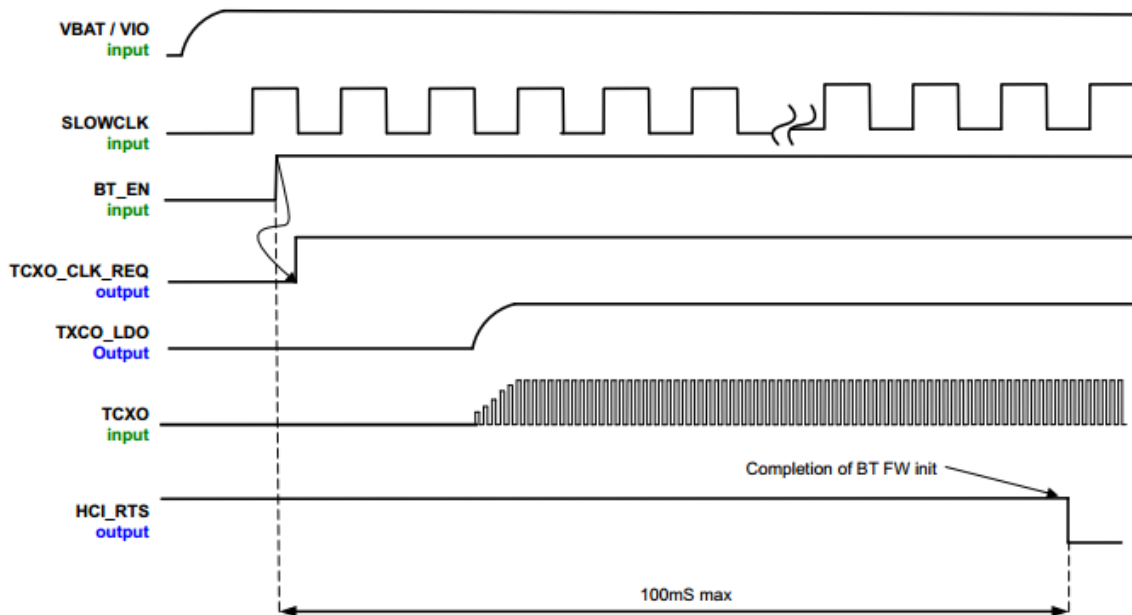 VBAT / VIO
input
SLOWCLK
input
BT_EN
input
TCXO_CLK_REQ
output
TXCO_LDO
Output
TCXO
input
Completion of BT FW init
HCI_RTS
output
100mS max